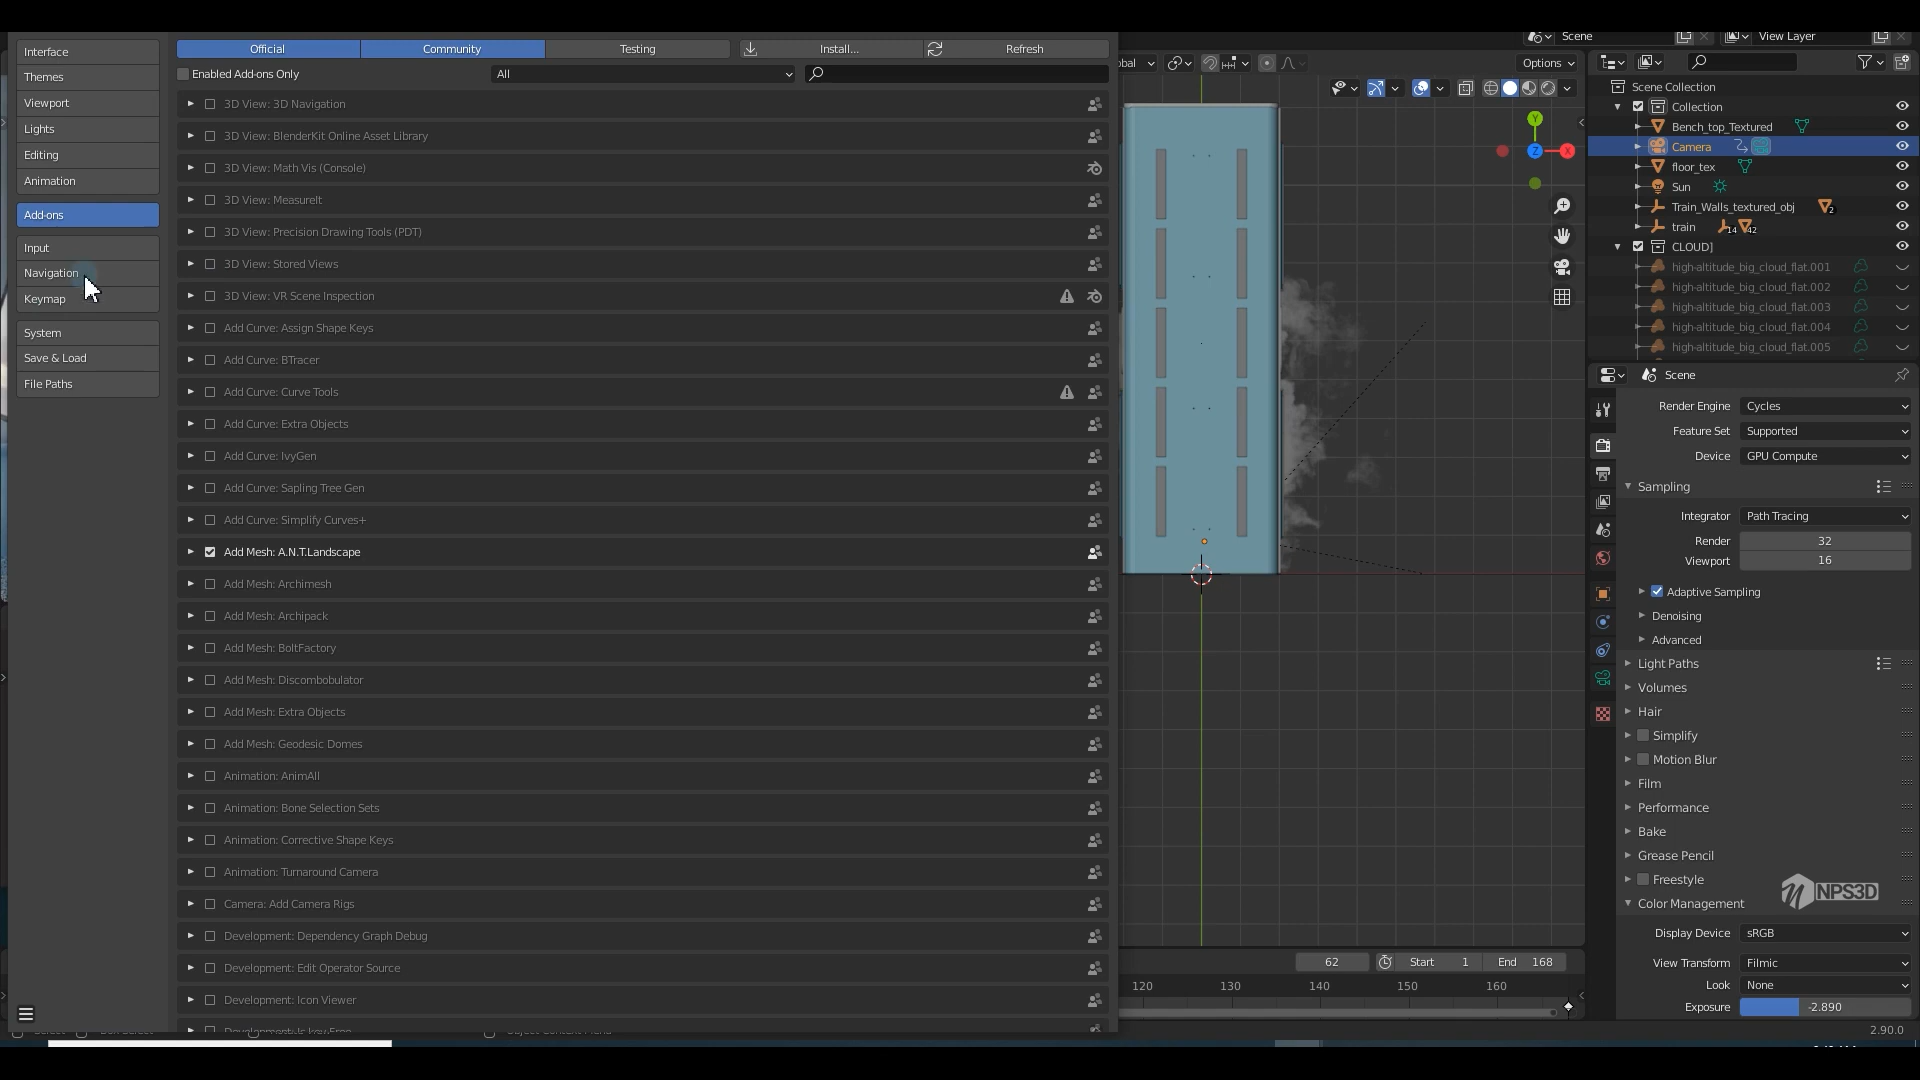 Interface
Themes
Viewport
Lights
Editing
Animation
Add-ons
Input
Navigation
Keymap
System
Save & Load
File Paths
Official
Community
Testing
Install...
Refresh
Enabled Add-ons Only
All
3D View: 3D Navigation
3D View: BlenderKit Online Asset Library
3D View: Math Vis (Console)
3D View: MeasureIt
3D View: Precision Drawing Tools (PDT)
3D View: Stored Views
3D View: VR Scene Inspection
Add Curve: Assign Shape Keys
Add Curve: BTracer
Add Curve: Curve Tools
Add Curve: Extra Objects
Add Curve: IvyGen
Add Curve: Sapling Tree Gen
Add Curve: Simplify Curves+
Add Mesh: A.N.T.Landscape
Add Mesh: Archimesh
Add Mesh: Archipack
Add Mesh: BoltFactory
Add Mesh: Discombobulator
Add Mesh: Extra Objects
Add Mesh: Geodesic Domes
Animation: AnimAll
Animation: Bone Selection Sets
Animation: Corrective Shape Keys
Animation: Turnaround Camera
Camera: Add Camera Rigs
Development: Dependency Graph Debug
Development: Edit Operator Source
Development: Icon Viewer
Development: Is key Free
Object Context Menu
bal
Options
Y
Z
X
62
Start 1
End 168
120 130 140 150 160
Scene
View Layer
Scene Collection
Collection
Bench_top_Textured
Camera
floor_tex
Sun
Train_Walls_textured_obj 2
train 14 42
CLOUD]
high-altitude_big_cloud_flat.001
high-altitude_big_cloud_flat.002
high-altitude_big_cloud_flat.003
high-altitude_big_cloud_flat.004
high-altitude_big_cloud_flat.005
Scene
Render Engine Cycles
Feature Set Supported
Device GPU Compute
Sampling
Integrator Path Tracing
Render 32
Viewport 16
Adaptive Sampling
Denoising
Advanced
Light Paths
Volumes
Hair
Simplify
Motion Blur
Film
Performance
Bake
Grease Pencil
Freestyle
NPS3D
Color Management
Display Device sRGB
View Transform Filmic
Look None
Exposure -2.890
2.90.0